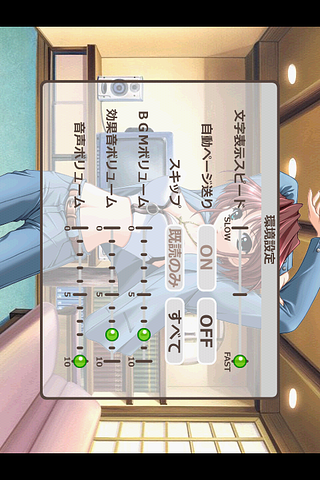 環境設定
文字表示スピード
SLOW FAST
自動ページ送り ON OFF
スキップ 既読のみ すべて
BGMボリューム 0 5 10
効果音ボリューム 0 5 10
音声ボリューム 0 5 10